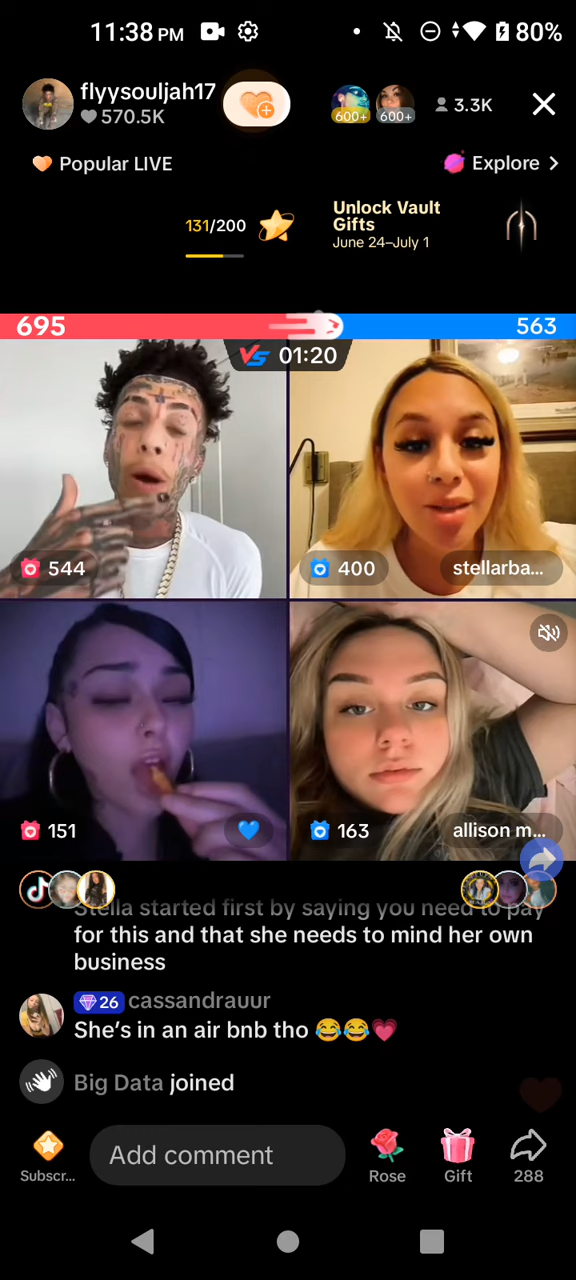 11:38 PM
80%
flyysouljah17
570.5K
600+
600+
3.3K
Popular LIVE
Explore >
131/200
Unlock Vault
Gifts
June 24–July 1
695
563
VS 01:20
544
400
stellarba...
151
163
allison m...
Stella started first by saying you need to pay
for this and that she needs to mind her own
business
26 cassandrauur
She’s in an air bnb tho 😂😂💗
Big Data joined
Subscr...
Add comment
Rose
Gift
288